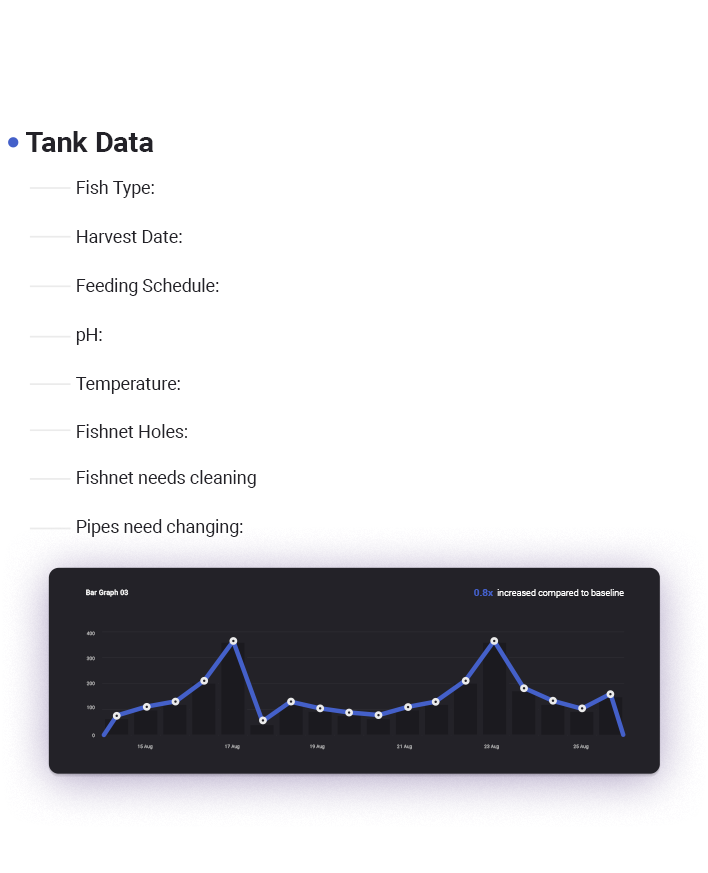 Tank Data
Fish Type:
Harvest Date:
Feeding Schedule:
pH:
Temperature:
Fishnet Holes:
Fishnet needs cleaning
Pipes need changing:
Bar Graph 03
0.8x increased compared to baseline
400
300
200
100
0
15 Aug
17 Aug
19 Aug
21 Aug
23 Aug
25 Aug